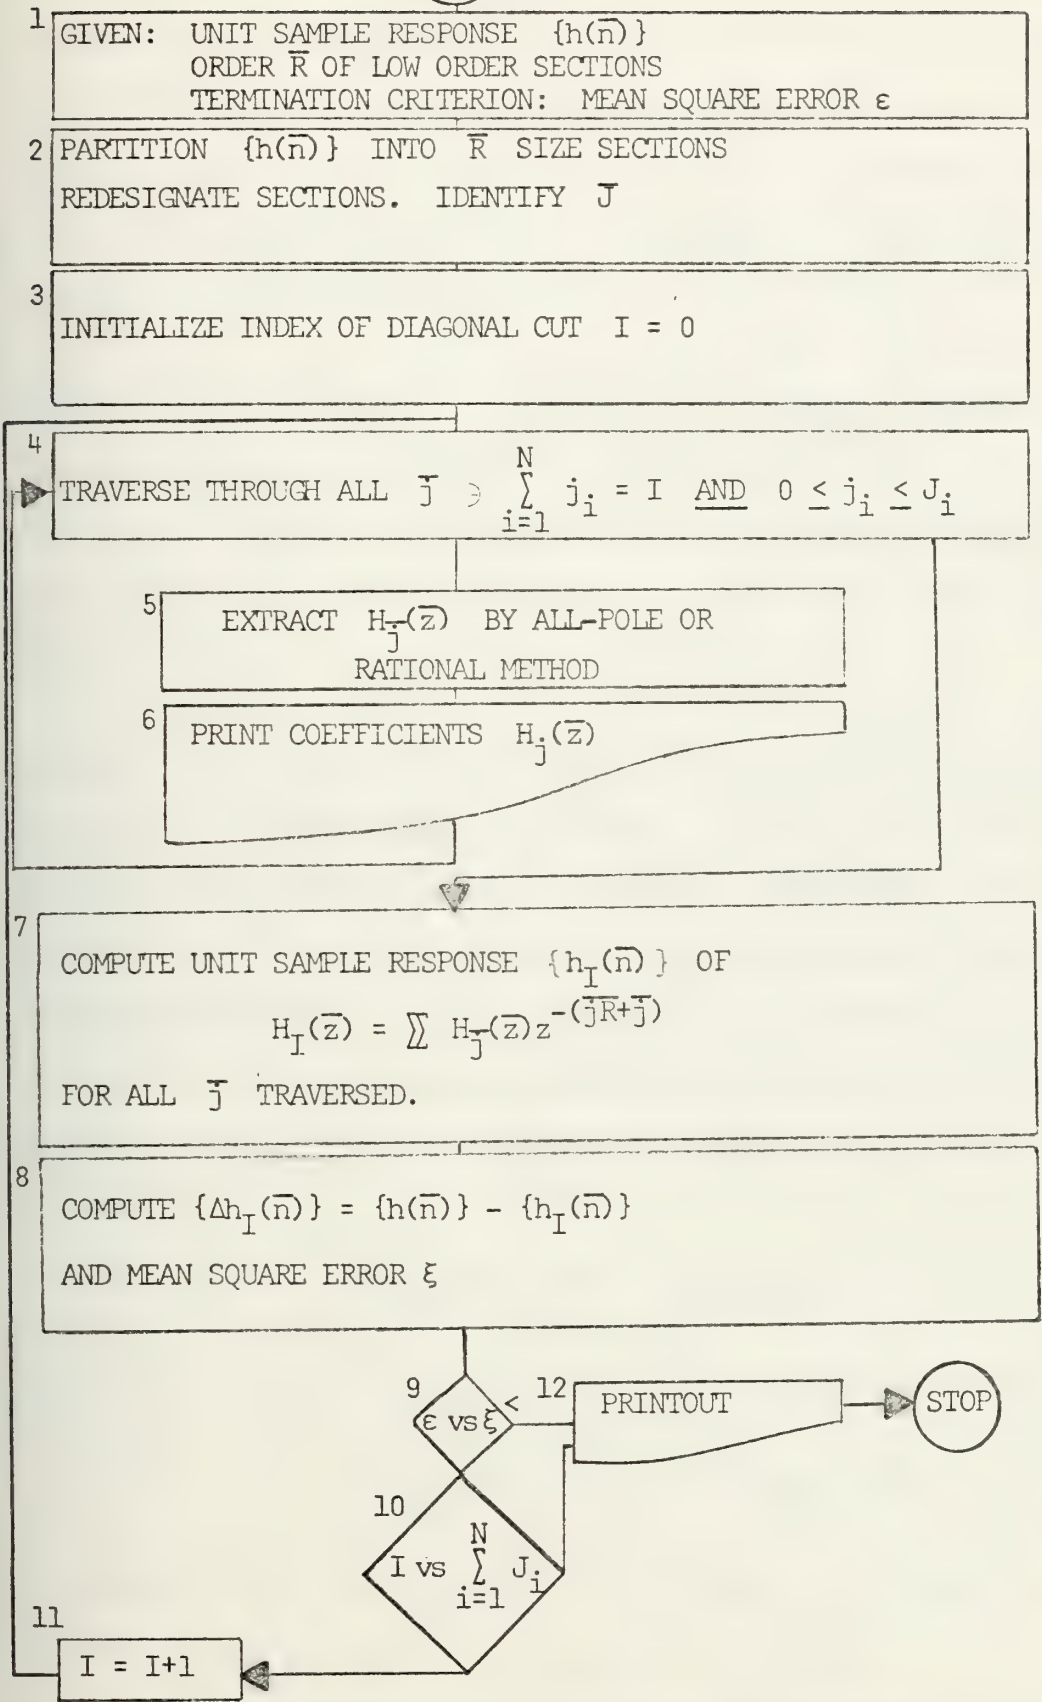 1
GIVEN: UNIT SAMPLE RESPONSE {h(n̅)}
ORDER R̅ OF LOW ORDER SECTIONS
TERMINATION CRITERION: MEAN SQUARE ERROR ε
2 PARTITION {h(n̅)} INTO R̅ SIZE SECTIONS
REDESIGNATE SECTIONS. IDENTIFY J̅
3
INITIALIZE INDEX OF DIAGONAL CUT I = 0
4
TRAVERSE THROUGH ALL j̅ ∋ N∑i=1 j_i = I AND 0 ≤ j_i ≤ J_i
5
EXTRACT H_j̅(z̅) BY ALL-POLE OR
RATIONAL METHOD
6
PRINT COEFFICIENTS H_j̅(z̅)
7
COMPUTE UNIT SAMPLE RESPONSE {h_I(n̅)} OF
H_I(z̅) = ∑∑ H_j̅(z̅)z^-(j̅R̅+j̅)
FOR ALL j̅ TRAVERSED.
8
COMPUTE {Δh_I(n̅)} = {h(n̅)} - {h_I(n̅)}
AND MEAN SQUARE ERROR ξ
9
ε vs ξ <
12
PRINTOUT
STOP
10
I vs N∑i=1 J_i
11
I = I+1